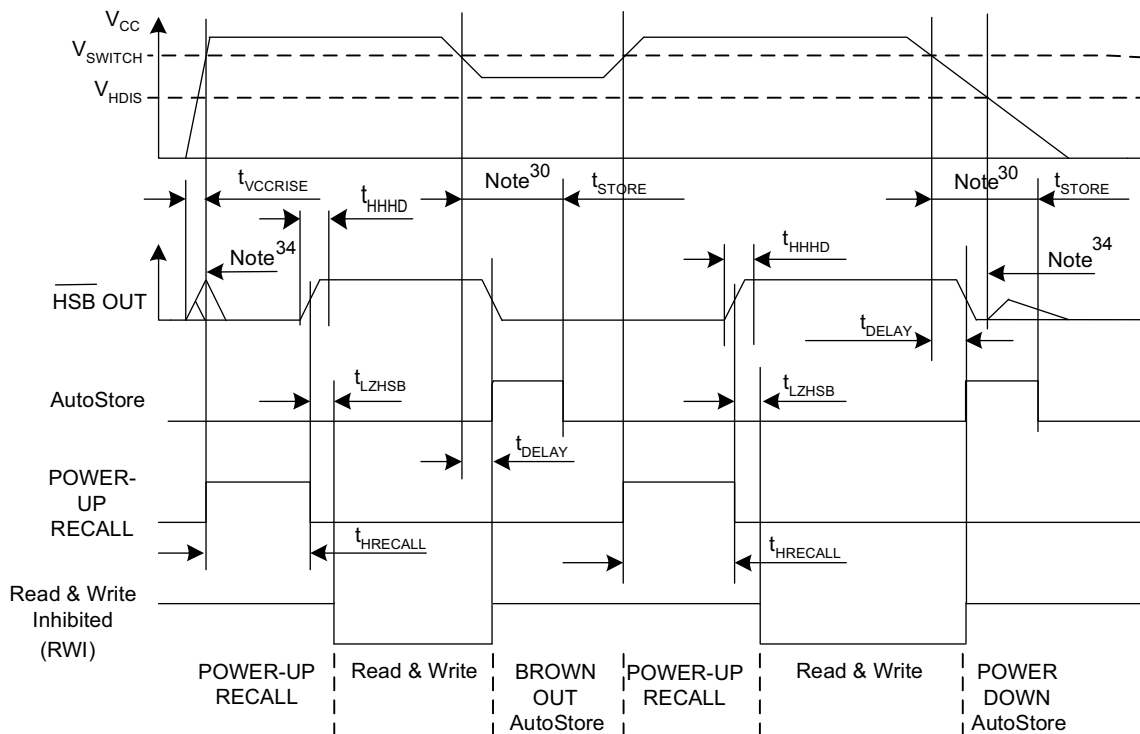 VCC
VSWITCH
VHDIS
tVCCRISE
tHHHD
Note30
tSTORE
Note30
tSTORE
Note34
tHHHD
Note34
HSB OUT
tDELAY
tLZHSB
tLZHSB
AutoStore
tDELAY
POWER-
UP
RECALL
tHRECALL
tHRECALL
Read & Write
Inhibited
(RWI)
POWER-UP
RECALL
Read & Write
BROWN
OUT
AutoStore
POWER-UP
RECALL
Read & Write
POWER
DOWN
AutoStore